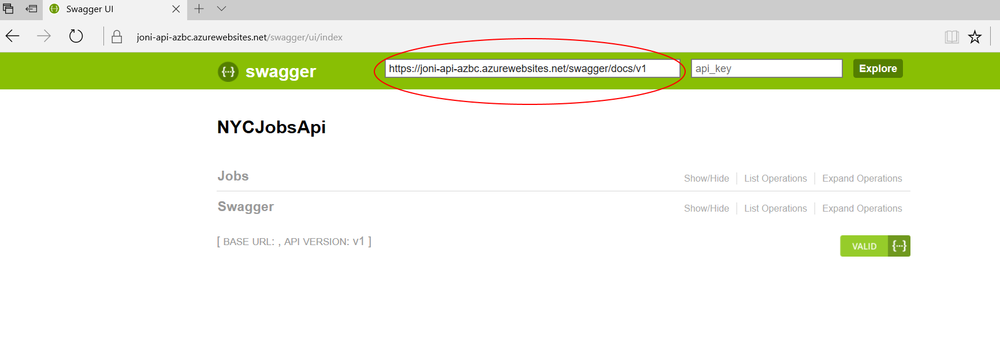 Swagger UI
joni-api-azbc.azurewebsites.net/swagger/ui/index
{···} swagger
https://joni-api-azbc.azurewebsites.net/swagger/docs/v1
api_key
Explore
NYCJobsApi
Jobs
Show/Hide
List Operations
Expand Operations
Swagger
Show/Hide
List Operations
Expand Operations
[ BASE URL: , API VERSION: v1 ]
VALID {···}